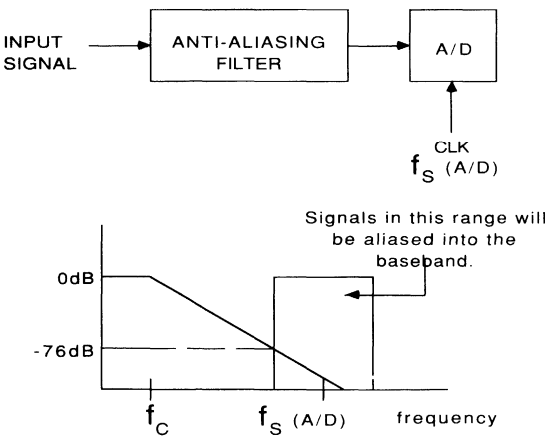 INPUT
SIGNAL
ANTI-ALIASING
FILTER
A/D
CLK
fS (A/D)
Signals in this range will
be aliased into the
baseband.
0dB
-76dB
fC
fS (A/D)
frequency